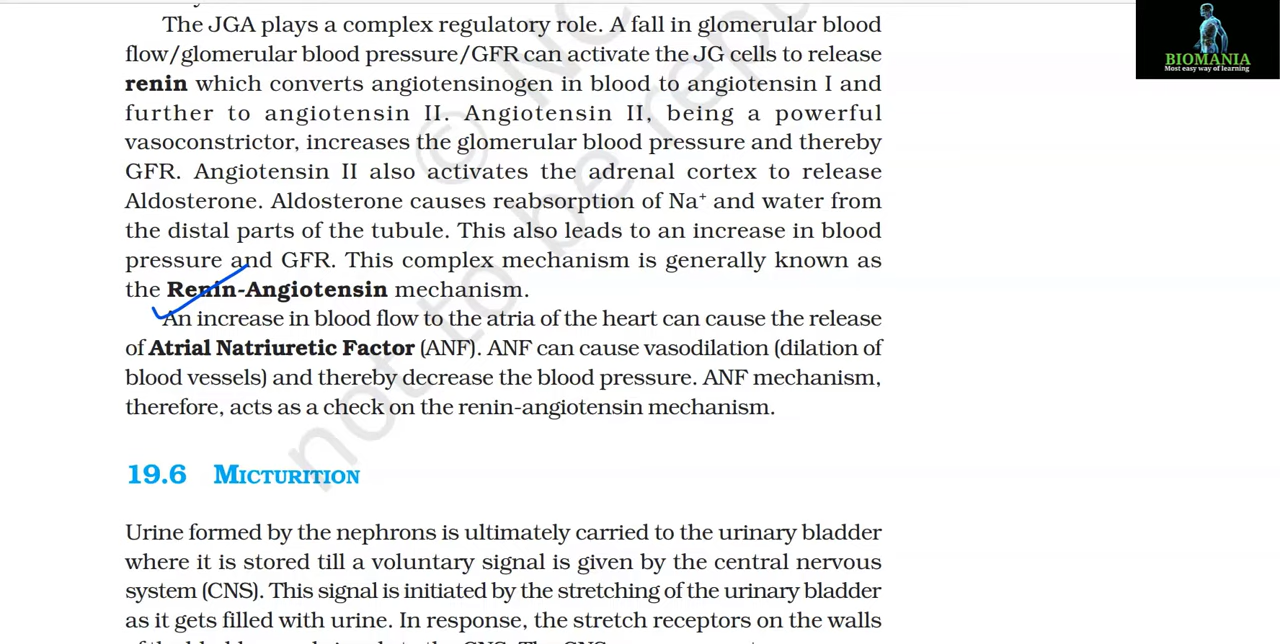 The JGA plays a complex regulatory role. A fall in glomerular blood
flow/glomerular blood pressure/GFR can activate the JG cells to release
renin which converts angiotensinogen in blood to angiotensin I and
further to angiotensin II. Angiotensin II, being a powerful
vasoconstrictor, increases the glomerular blood pressure and thereby
GFR. Angiotensin II also activates the adrenal cortex to release
Aldosterone. Aldosterone causes reabsorption of Na⁺ and water from
the distal parts of the tubule. This also leads to an increase in blood
pressure and GFR. This complex mechanism is generally known as
the Renin-Angiotensin mechanism.
An increase in blood flow to the atria of the heart can cause the release
of Atrial Natriuretic Factor (ANF). ANF can cause vasodilation (dilation of
blood vessels) and thereby decrease the blood pressure. ANF mechanism,
therefore, acts as a check on the renin-angiotensin mechanism.
19.6 MICTURITION
Urine formed by the nephrons is ultimately carried to the urinary bladder
where it is stored till a voluntary signal is given by the central nervous
system (CNS). This signal is initiated by the stretching of the urinary bladder
as it gets filled with urine. In response, the stretch receptors on the walls
BIOMANIA
Most easy way of learning
© NC
not to be rep